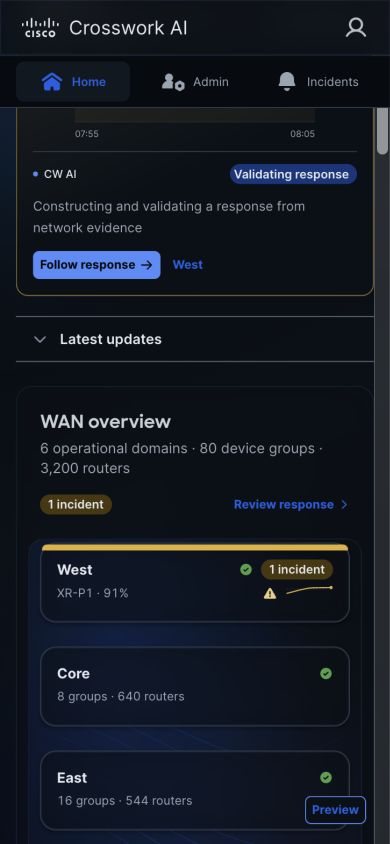 CISCO
Crosswork AI
Home
Admin
Incidents
07:55
08:05
CW AI
Validating response
Constructing and validating a response from
network evidence
Follow response →
West
Latest updates
WAN overview
6 operational domains · 80 device groups ·
3,200 routers
1 incident
Review response
West
1 incident
XR-P1 · 91%
Core
8 groups · 640 routers
East
16 groups · 544 routers
Preview